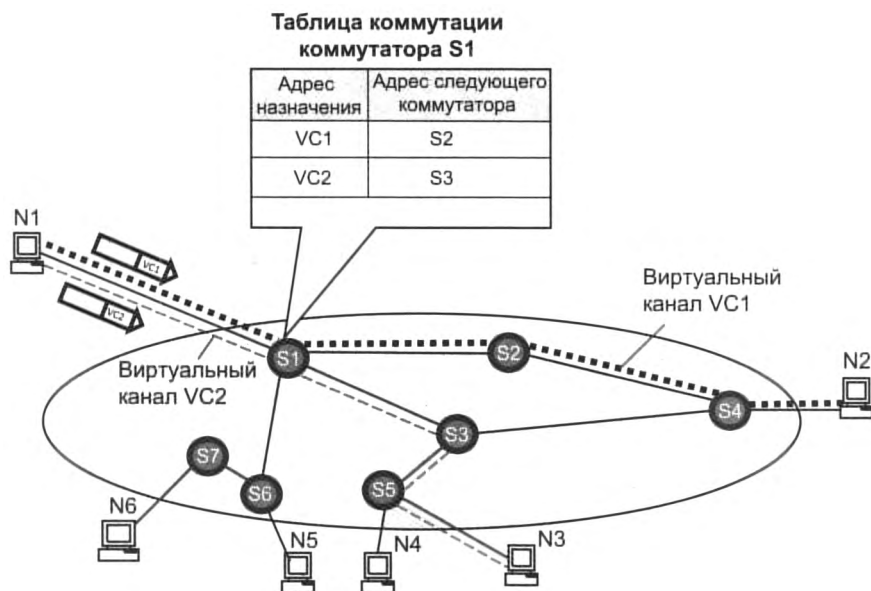 Таблица коммутации
коммутатора S1
Адрес
назначения
Адрес следующего
коммутатора
VC1
S2
VC2
S3
N1
VC1
VC2
Виртуальный
канал VC1
Виртуальный
канал VC2
S1
S2
N2
S4
S3
S7
S6
S5
N6
N5
N4
N3